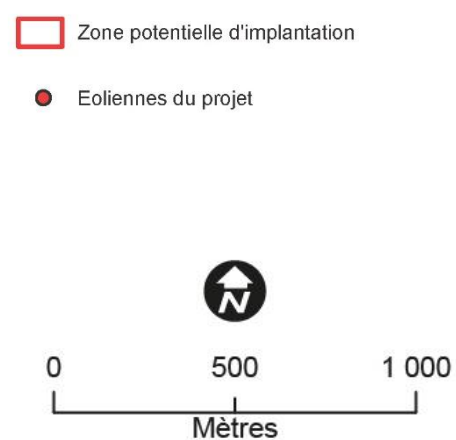 Zone potentielle d'implantation
Eoliennes du projet
N
0 500 1 000
Mètres